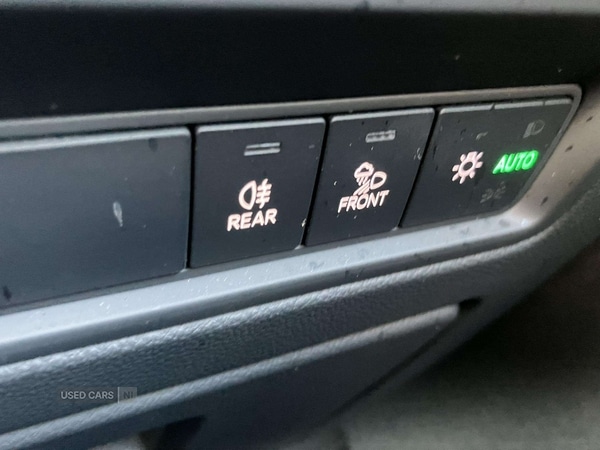 REAR
FRONT
AUTO
USED CARS NI